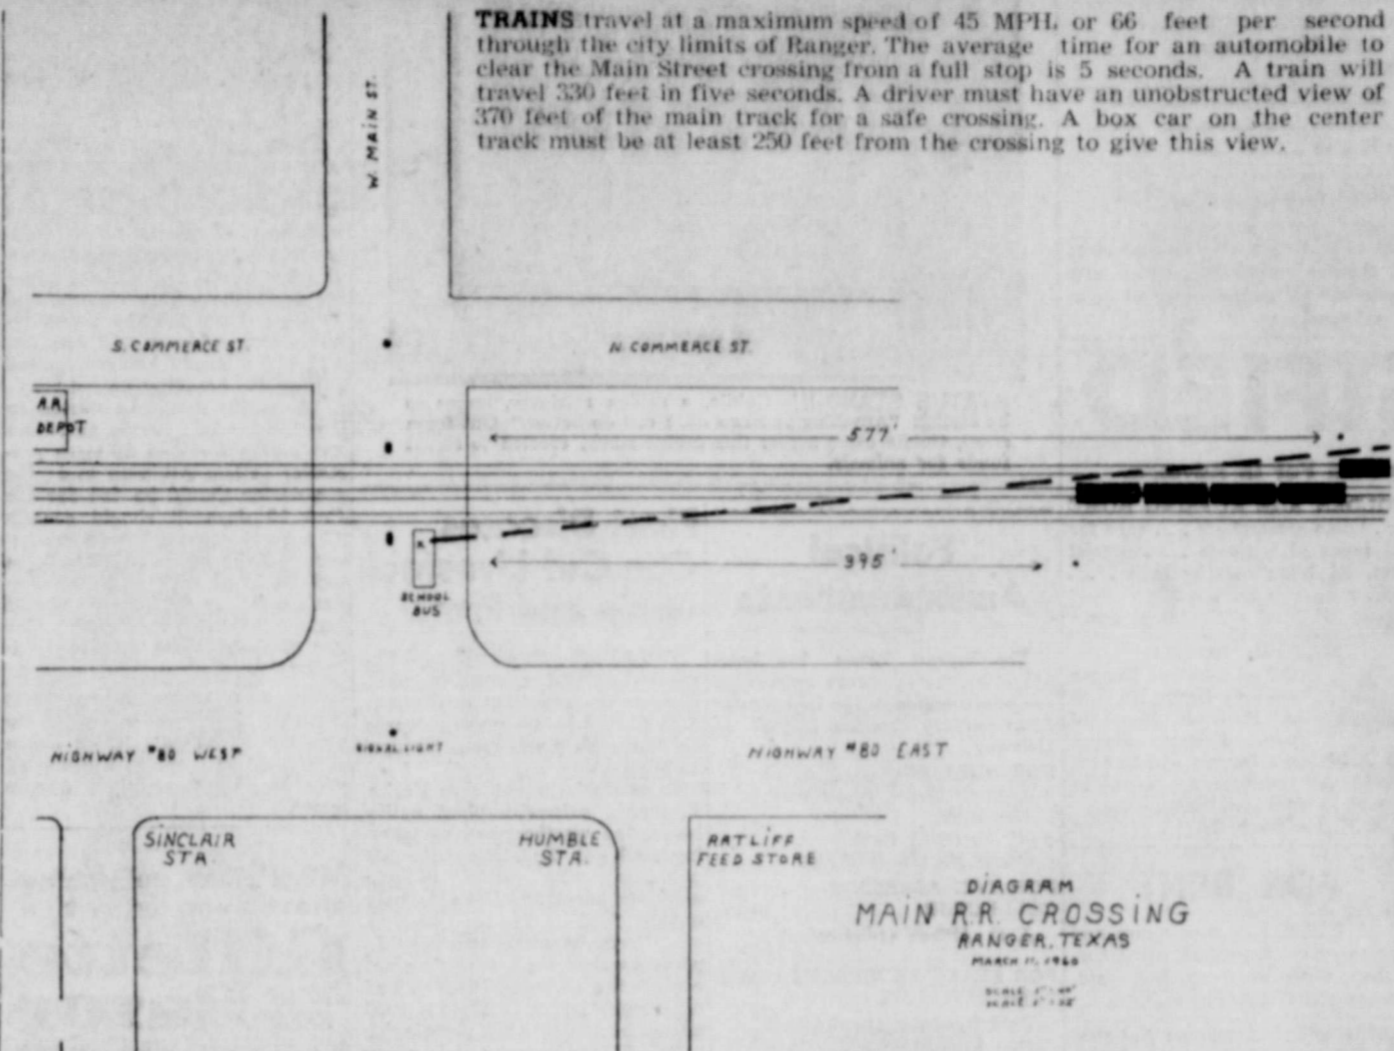 TRAINS travel at a maximum speed of 45 MPH. or 66 feet per second
through the city limits of Ranger. The average time for an automobile to
clear the Main Street crossing from a full stop is 5 seconds. A train will
travel 330 feet in five seconds. A driver must have an unobstructed view of
370 feet of the main track for a safe crossing. A box car on the center
track must be at least 250 feet from the crossing to give this view.
W. MAIN ST.
S. COMMERCE ST.
N. COMMERCE ST.
R.R.
DEPOT
577'
395'
SCHOOL
BUS
HIGHWAY #80 WEST
SIGNAL LIGHT
HIGHWAY #80 EAST
SINCLAIR
STA.
HUMBLE
STA.
RATLIFF
FEED STORE
DIAGRAM
MAIN R.R. CROSSING
RANGER, TEXAS
MARCH 11, 1960
SCALE
SCALE